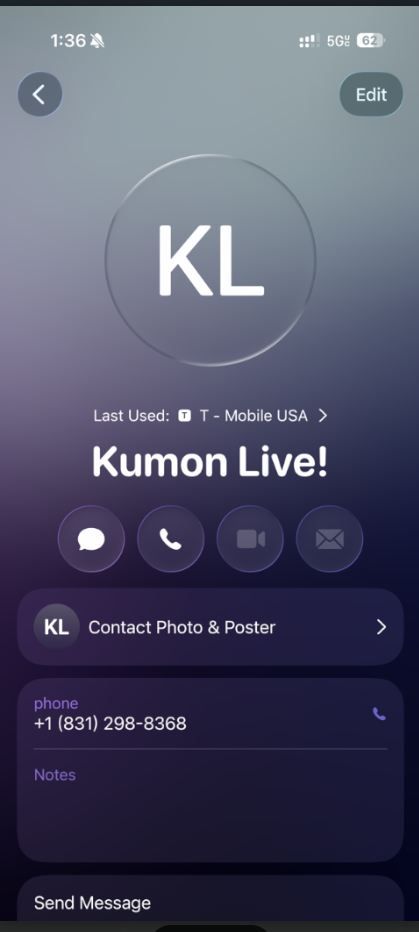 1:36
5G UC
62
Edit
KL
Last Used: T T - Mobile USA
Kumon Live!
KL Contact Photo & Poster
phone
+1 (831) 298-8368
Notes
Send Message